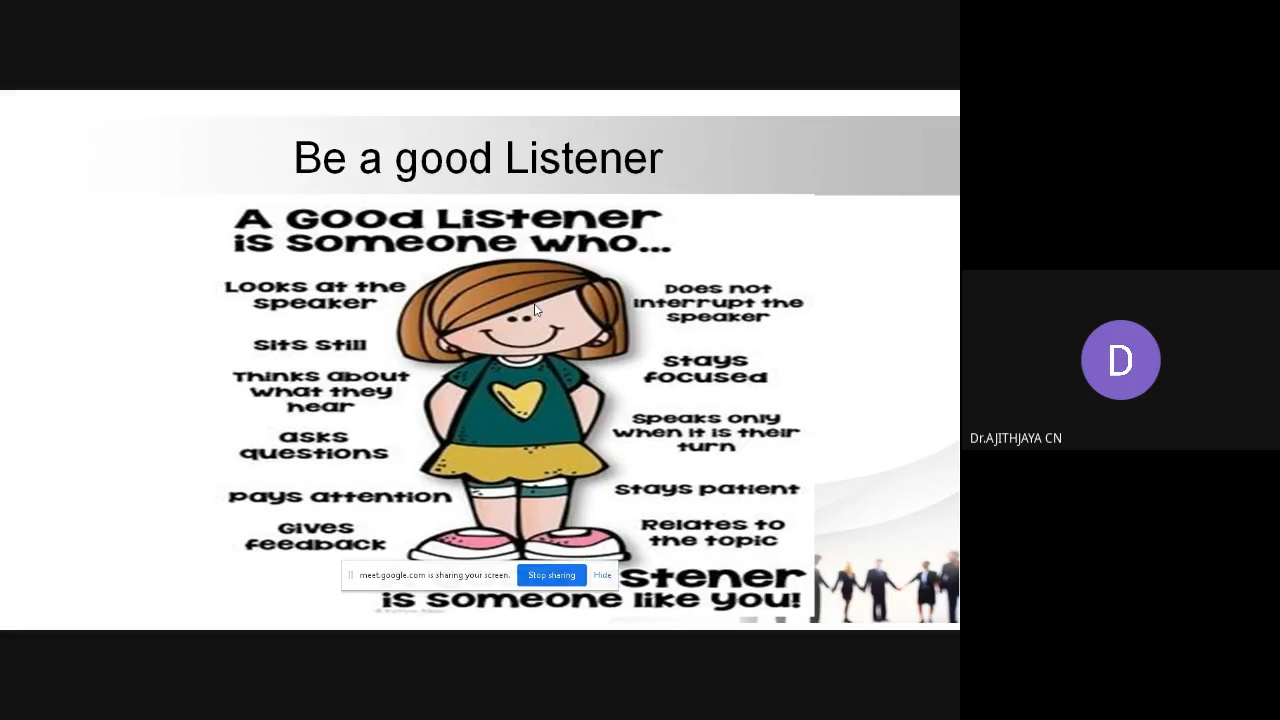 Be a good Listener
A Good Listener
is someone who...
Looks at the
speaker
Sits still
Thinks about
what they
hear
asks
questions
pays attention
Gives
feedback
Does not
interrupt the
speaker
Stays
focused
Speaks only
when it is their
turn
Stays patient
Relates to
the topic
meet.google.com is sharing your screen.
Stop sharing
Hide
stener
is someone like you!
D
Dr.AJITHJAYA CN